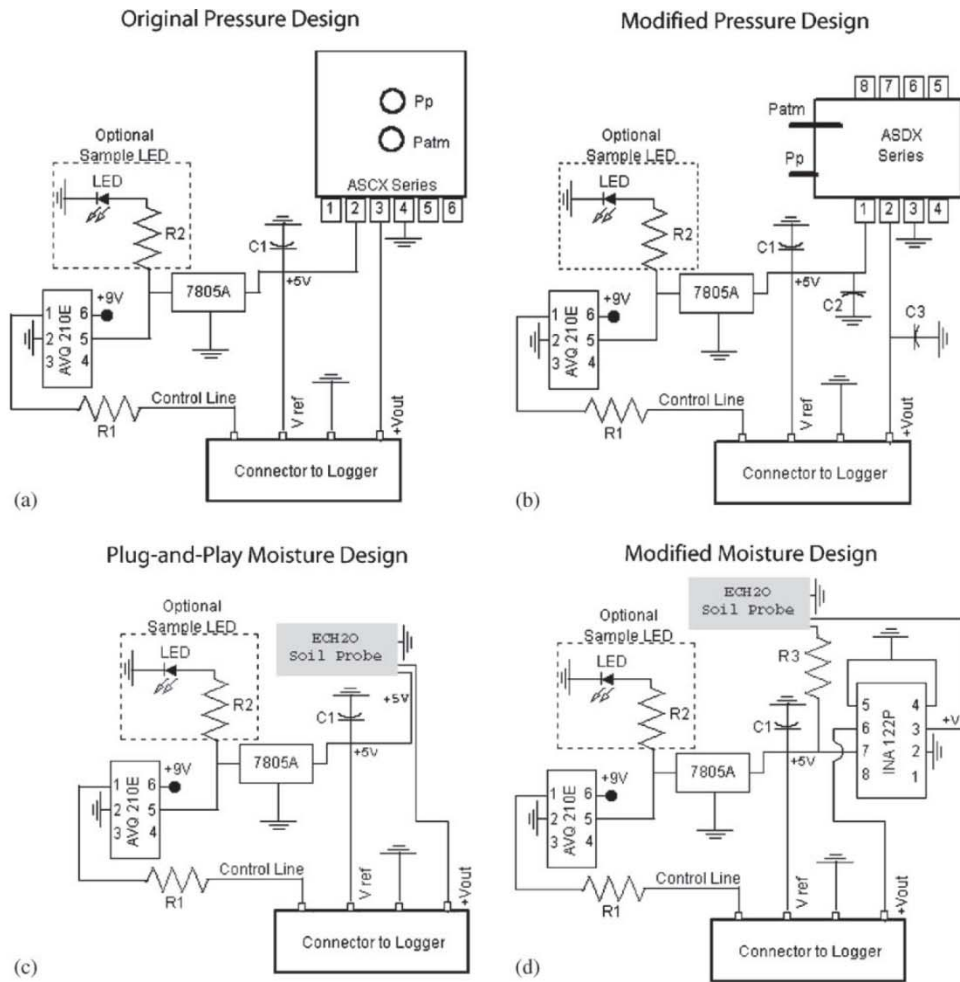 Original Pressure Design
Optional
Sample LED
LED
R2
Pp
Patm
ASCX Series
1 2 3 4 5 6
C1
7805A
+5V
+9V
1 6
2 5
3 4
AVQ 210E
R1
Control Line
V ref
+Vout
Connector to Logger
(a)
Modified Pressure Design
8 7 6 5
Patm
Pp
ASDX
Series
1 2 3 4
Optional
Sample LED
LED
R2
C1
7805A
+5V
C2
C3
+9V
1 6
2 5
3 4
AVQ 210E
R1
Control Line
V ref
+Vout
Connector to Logger
(b)
Plug-and-Play Moisture Design
Optional
Sample LED
LED
R2
ECH2O
Soil Probe
+5V
C1
7805A
+5V
+9V
1 6
2 5
3 4
AVQ 210E
R1
Control Line
V ref
+Vout
Connector to Logger
(c)
Modified Moisture Design
ECH2O
Soil Probe
Optional
Sample LED
LED
R2
R3
C1
7805A
+5V
5 4
6 3
7 2
8 1
INA 122P
+V
+9V
1 6
2 5
3 4
AVQ 210E
R1
Control Line
V ref
+Vout
Connector to Logger
(d)